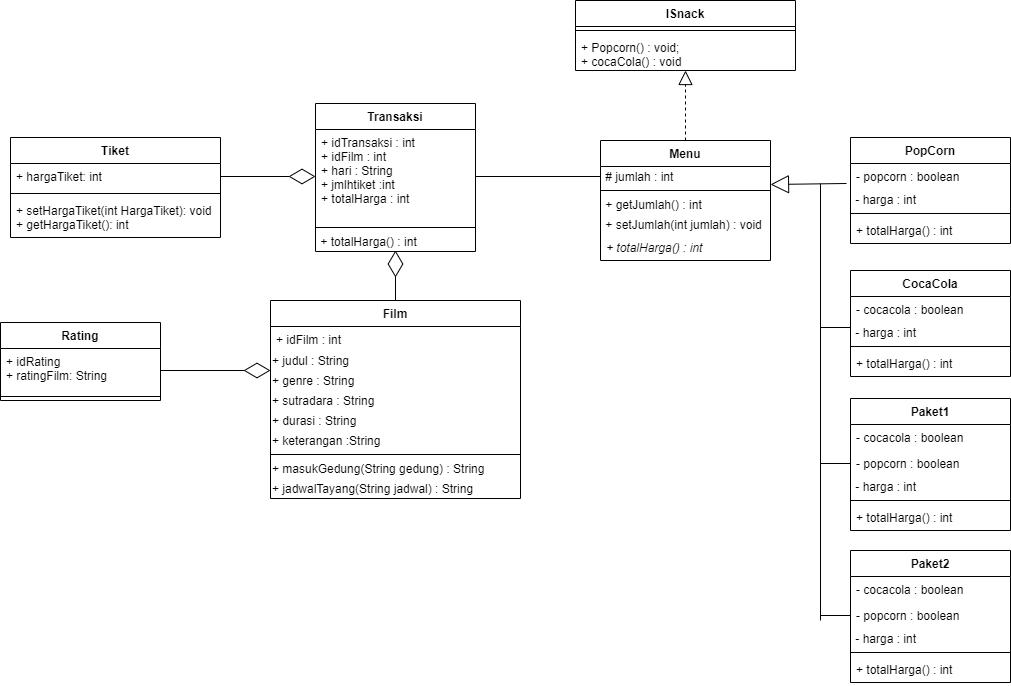 ISnack
+ Popcorn() : void;
+ cocaCola() : void
Transaksi
+ idTransaksi : int
+ idFilm : int
+ hari : String
+ jmlhtiket :int
+ totalHarga : int
+ totalHarga() : int
Tiket
+ hargaTiket: int
+ setHargaTiket(int HargaTiket): void
+ getHargaTiket(): int
Menu
# jumlah : int
+ getJumlah() : int
+ setJumlah(int jumlah) : void
+ totalHarga() : int
PopCorn
- popcorn : boolean
- harga : int
+ totalHarga() : int
CocaCola
- cocacola : boolean
- harga : int
+ totalHarga() : int
Film
+ idFilm : int
+ judul : String
+ genre : String
+ sutradara : String
+ durasi : String
+ keterangan :String
+ masukGedung(String gedung) : String
+ jadwalTayang(String jadwal) : String
Rating
+ idRating
+ ratingFilm: String
Paket1
- cocacola : boolean
- popcorn : boolean
- harga : int
+ totalHarga() : int
Paket2
- cocacola : boolean
- popcorn : boolean
- harga : int
+ totalHarga() : int